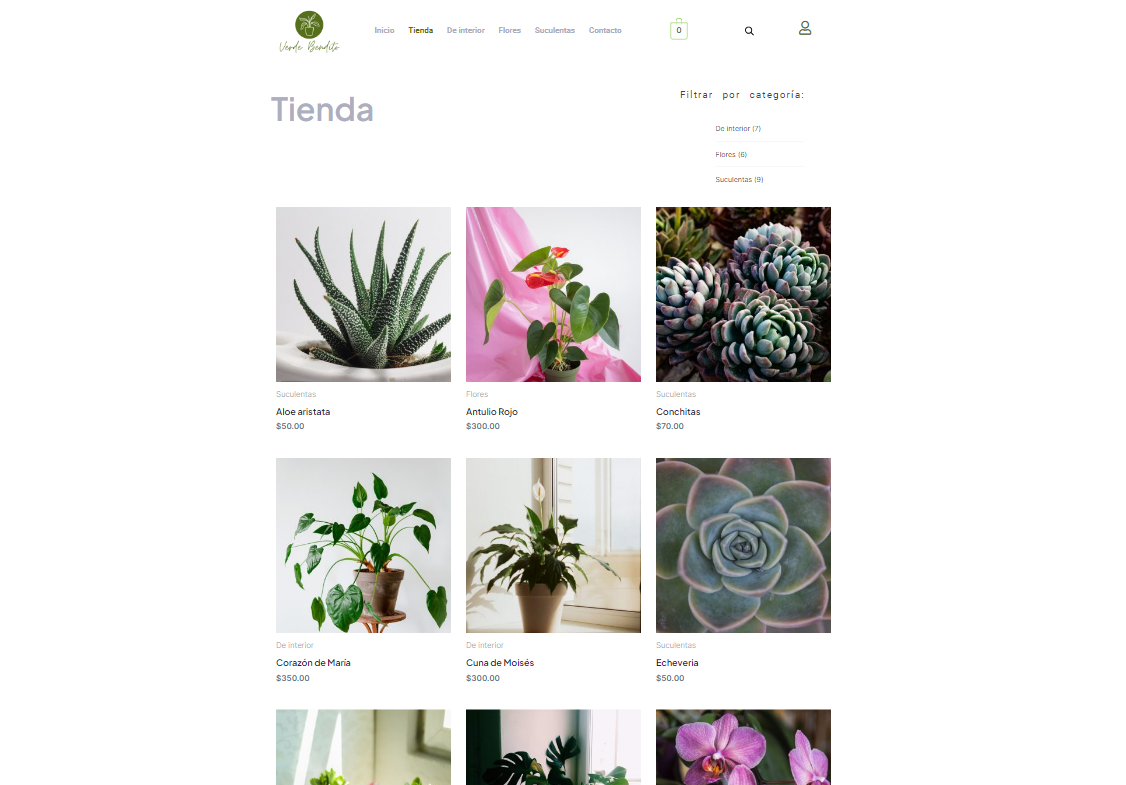 Verde Bendito
Inicio Tienda De interior Flores Suculentas Contacto 0
Tienda
Filtrar por categoría:
De interior (7)
Flores (6)
Suculentas (9)
Suculentas
Aloe aristata
$50.00
Flores
Antulio Rojo
$300.00
Suculentas
Conchitas
$70.00
De interior
Corazón de María
$350.00
De interior
Cuna de Moisés
$300.00
Suculentas
Echeveria
$50.00